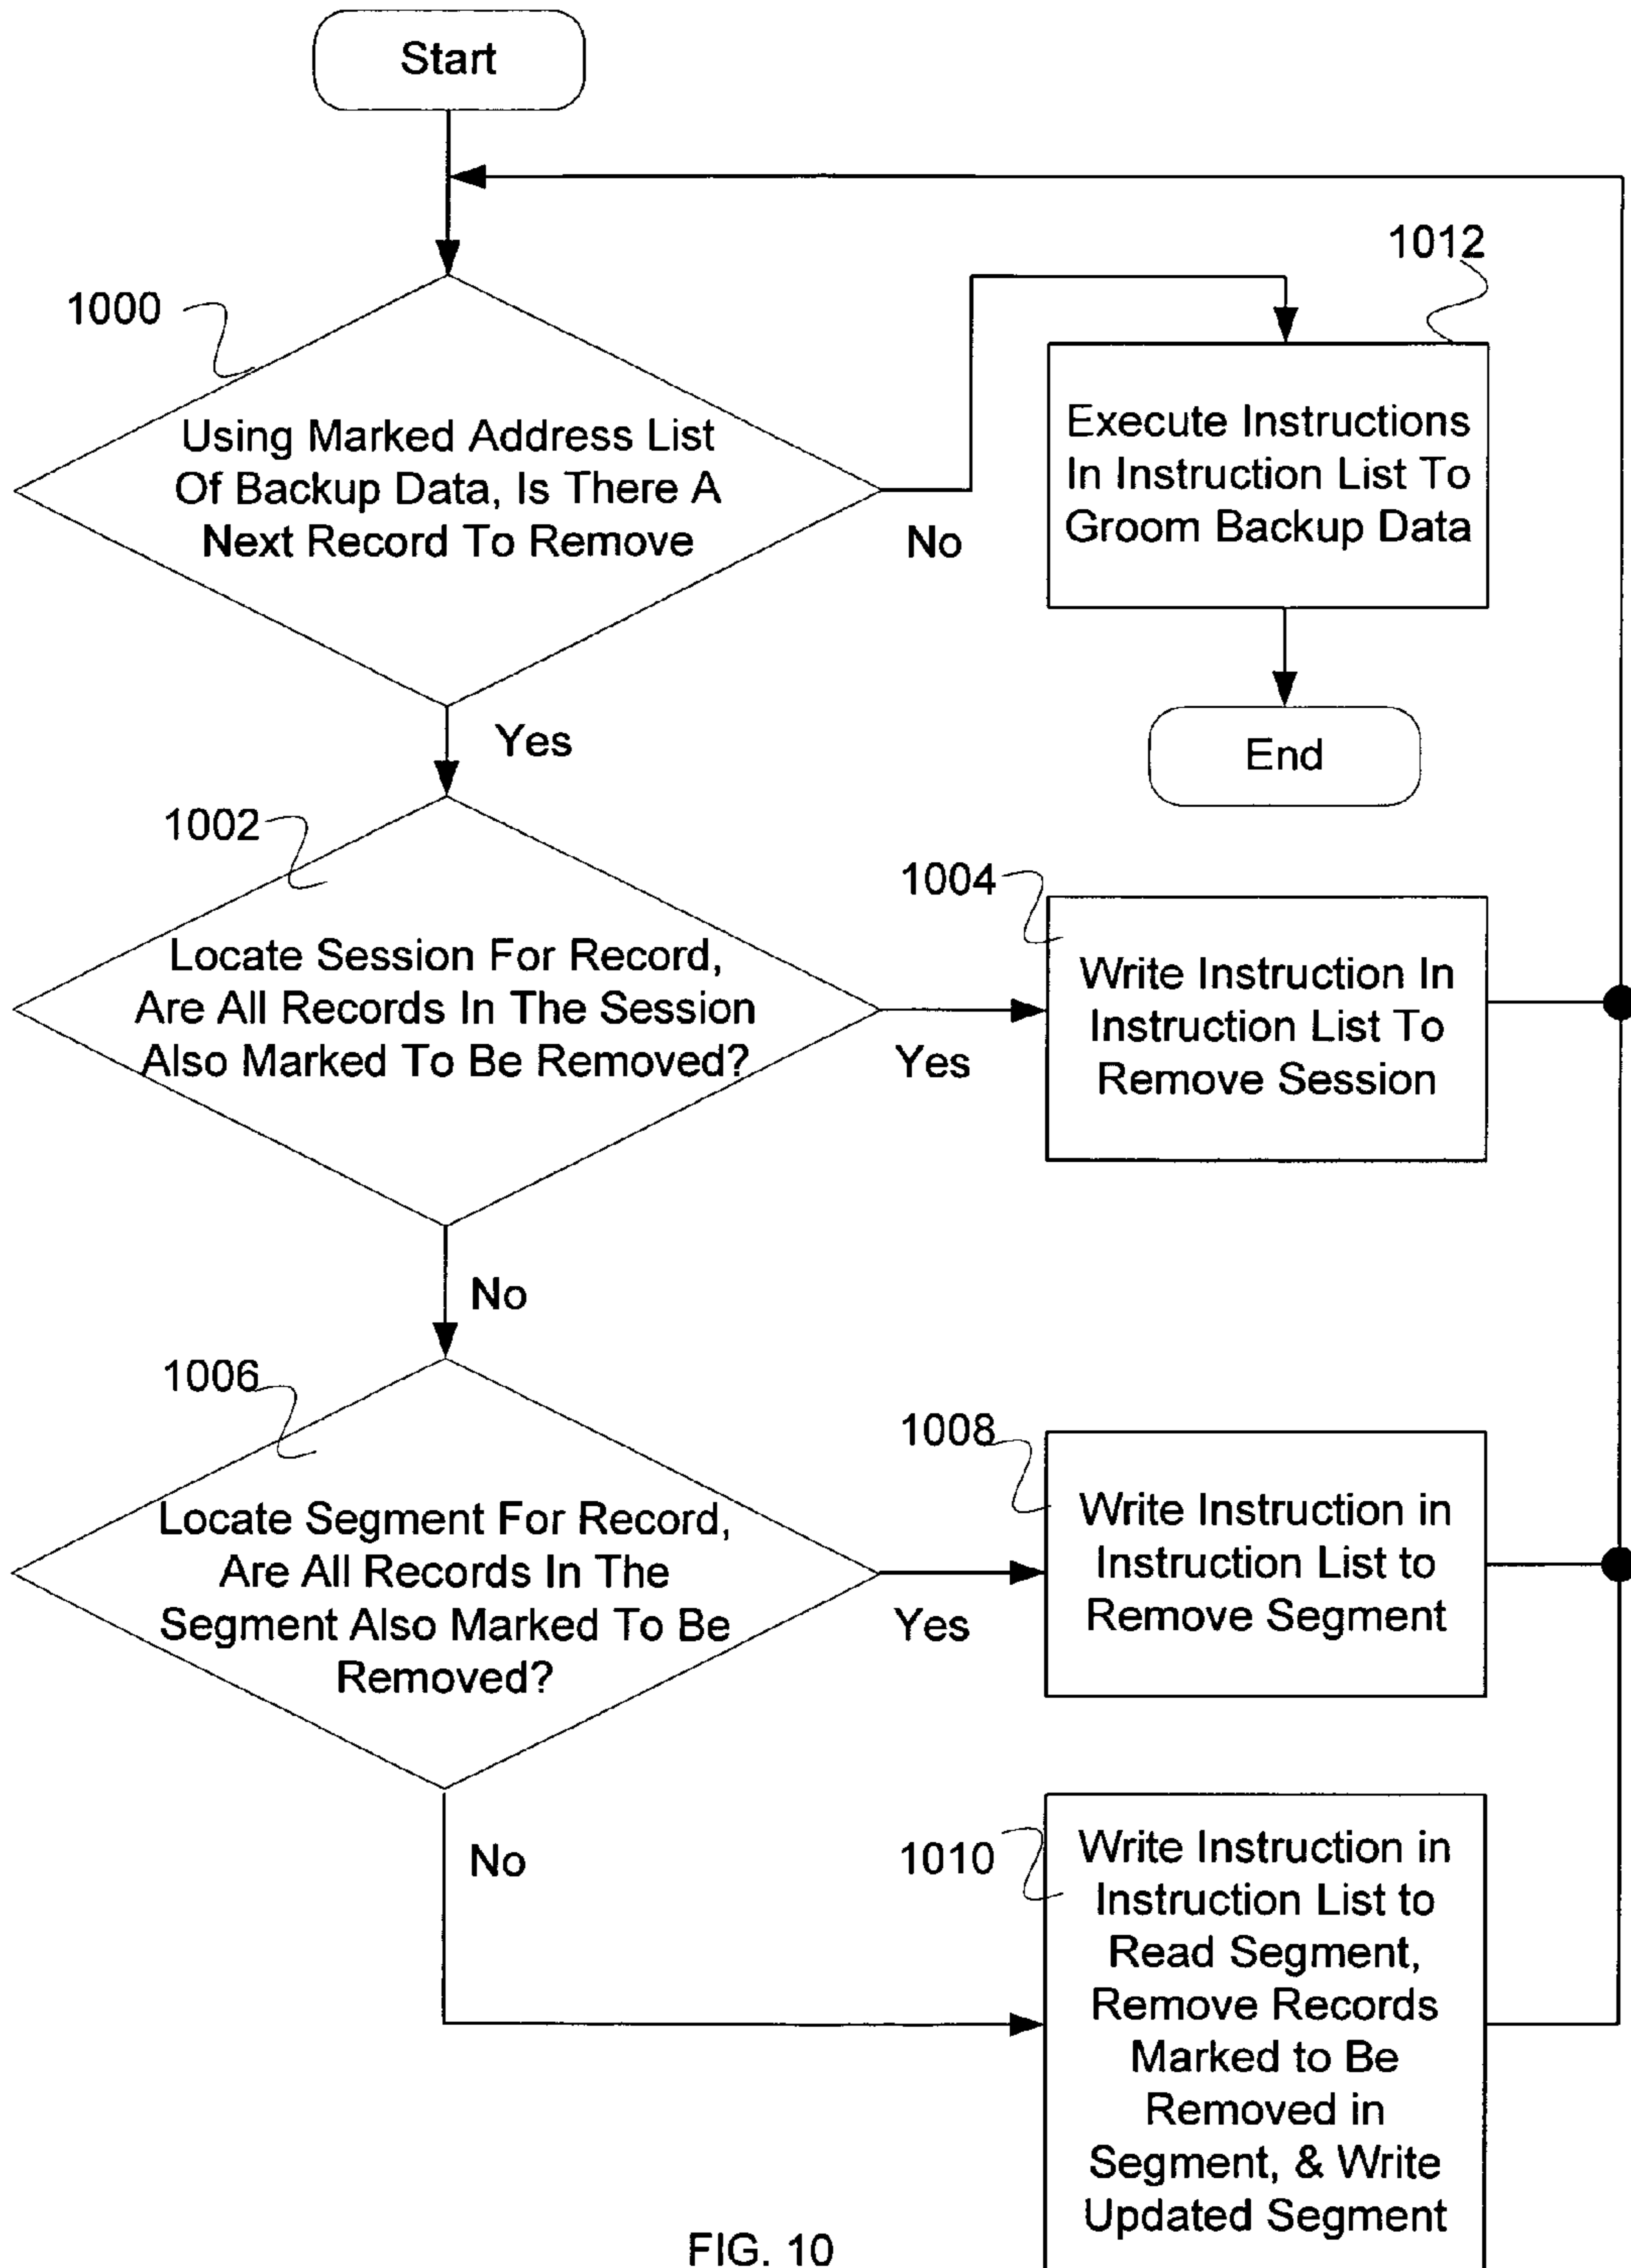 Start
1012
1000
Using Marked Address List
Of Backup Data, Is There A
Next Record To Remove
No
Execute Instructions
In Instruction List To
Groom Backup Data
Yes
End
1002
Locate Session For Record,
Are All Records In The Session
Also Marked To Be Removed?
Yes
1004
Write Instruction In
Instruction List To
Remove Session
No
1006
Locate Segment For Record,
Are All Records In The
Segment Also Marked To Be
Removed?
Yes
1008
Write Instruction in
Instruction List to
Remove Segment
No
1010
Write Instruction in
Instruction List to
Read Segment,
Remove Records
Marked to Be
Removed in
Segment, & Write
Updated Segment
FIG. 10